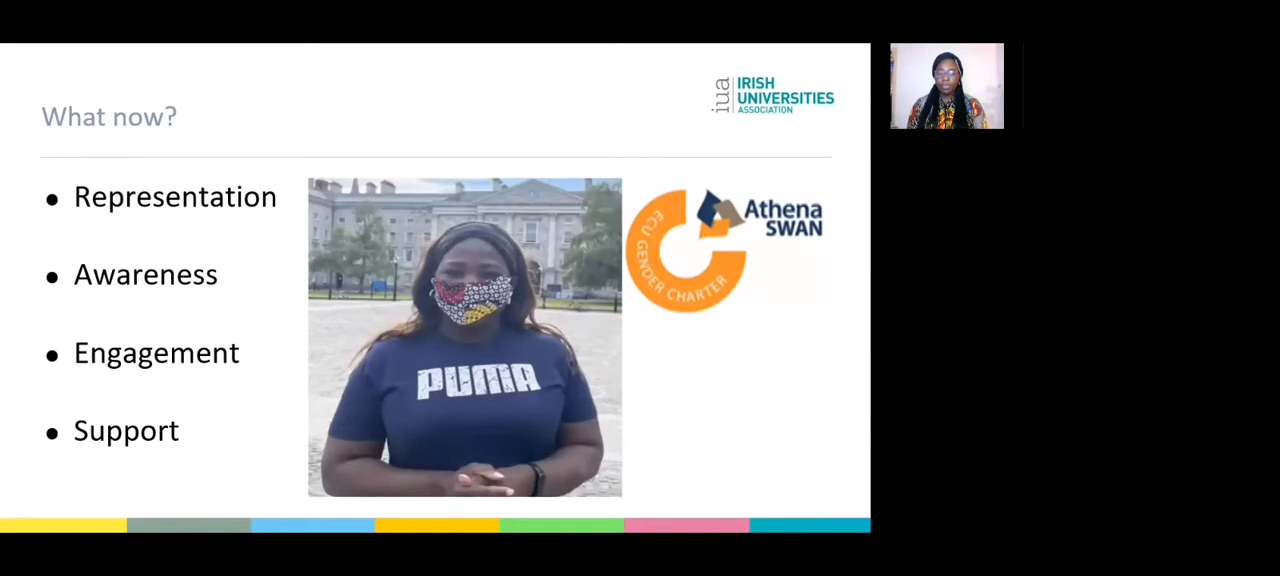 What now?
iua
IRISH
UNIVERSITIES
ASSOCIATION
• Representation
• Awareness
• Engagement
• Support
PUMA
ECU GENDER CHARTER
Athena
SWAN